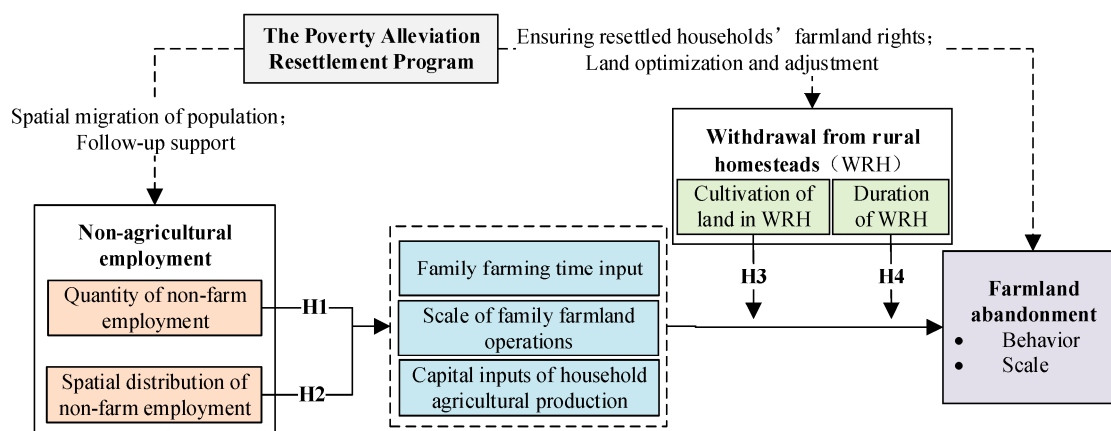 The Poverty Alleviation
Resettlement Program
Ensuring resettled households’ farmland rights;
Land optimization and adjustment
Spatial migration of population;
Follow-up support
Withdrawal from rural
homesteads（WRH）
Cultivation of
land in WRH
Duration
of WRH
Non-agricultural
employment
Quantity of non-farm
employment
Spatial distribution of
non-farm employment
H1
H2
Family farming time input
Scale of family farmland
operations
Capital inputs of household
agricultural production
H3
H4
Farmland
abandonment
• Behavior
• Scale